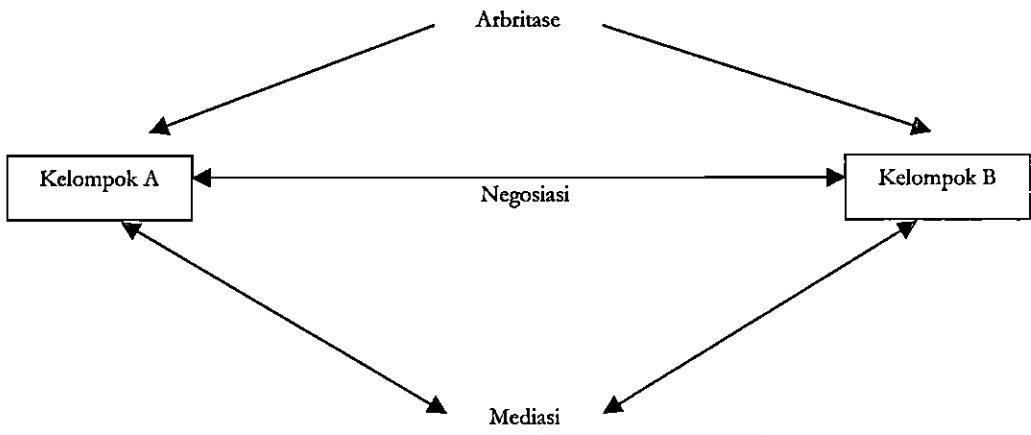 Arbritase
Kelompok A
Kelompok B
Negosiasi
Mediasi